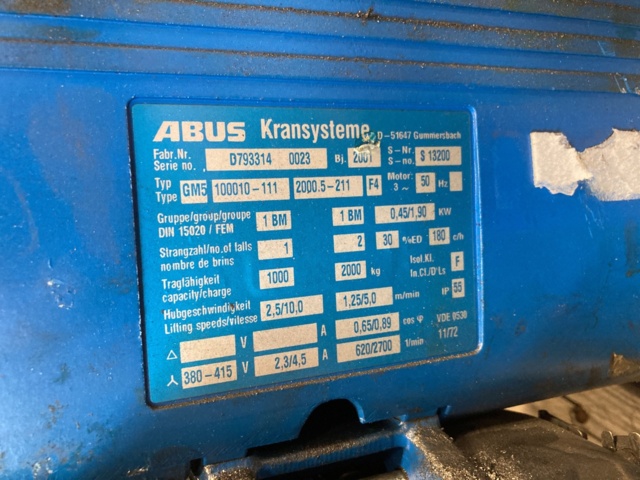 ABUS Kransysteme D-51647 Gummersbach
Fabr.Nr. Serie no. D793314 0023 Bj. 2001 S-Nr. S-no. S 13200
Typ Type GM5 100010-111 2000.5-211 F4 Motor: 3 ~ 50 Hz
Gruppe/group/groupe DIN 15020 / FEM 1 BM 1 BM 0,45/1,90 KW
Strangzahl/no.of falls nombre de brins 1 2 30 %ED 180 c/h
Tragfähigkeit capacity/charge 1000 2000 kg Isol.Kl. In.Cl./D'Ls F
Hubgeschwindigkeit Lifting speeds/vitesse 2,5/10,0 1,25/5,0 m/min IP 55
V A 0,65/0,89 cos φ VDE 0530
380-415 V 2,3/4,5 A 620/2700 1/min 11/72